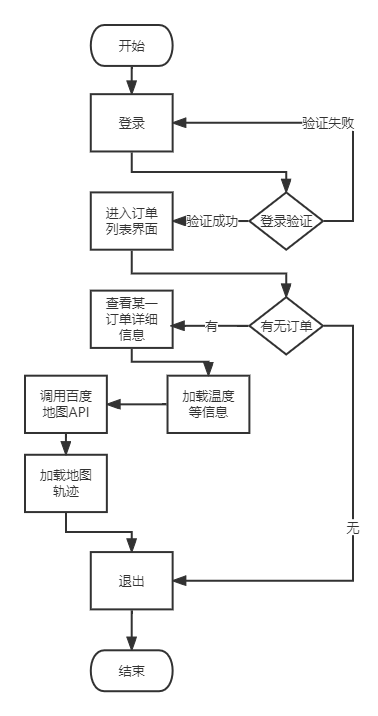 开始
登录
验证失败
进入订单
列表界面
验证成功
登录验证
查看某一
订单详细
信息
有
有无订单
调用百度
地图API
加载温度
等信息
加载地图
轨迹
无
退出
结束